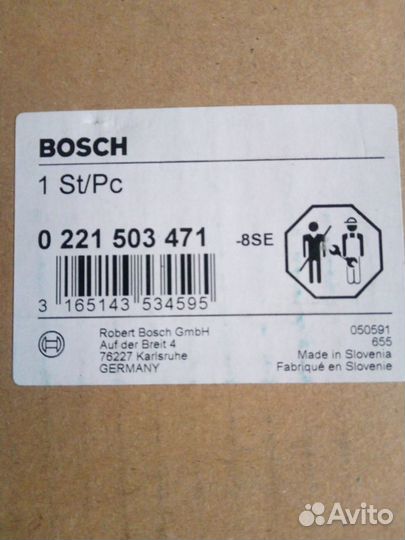 BOSCH
1 St/Pc
0 221 503 471 -8SE
3 165143 534595
Robert Bosch GmbH
Auf der Breit 4
76227 Karlsruhe
GERMANY
050591
655
Made in Slovenia
Fabriqué en Slovenie
Avito